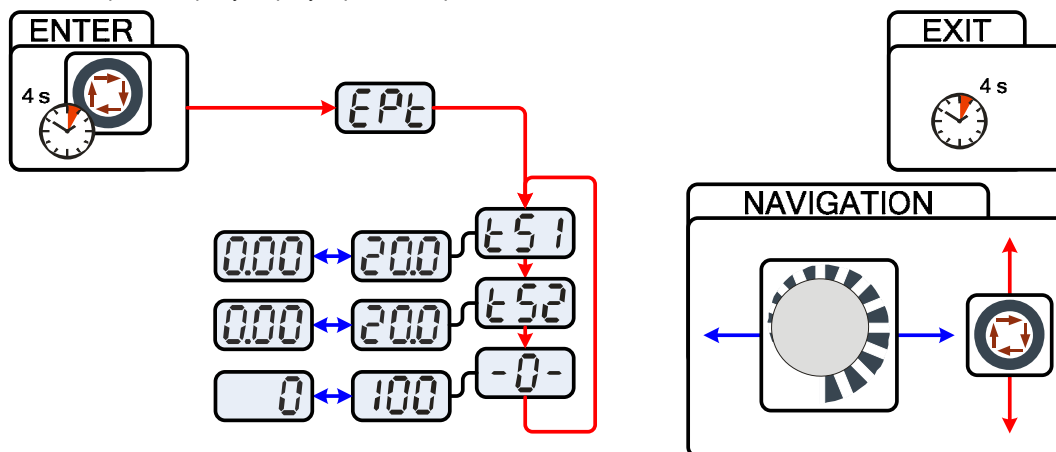 ENTER
4 s
EPt
tS1
0.00
20.0
tS2
0.00
20.0
-0-
0
100
EXIT
4 s
NAVIGATION